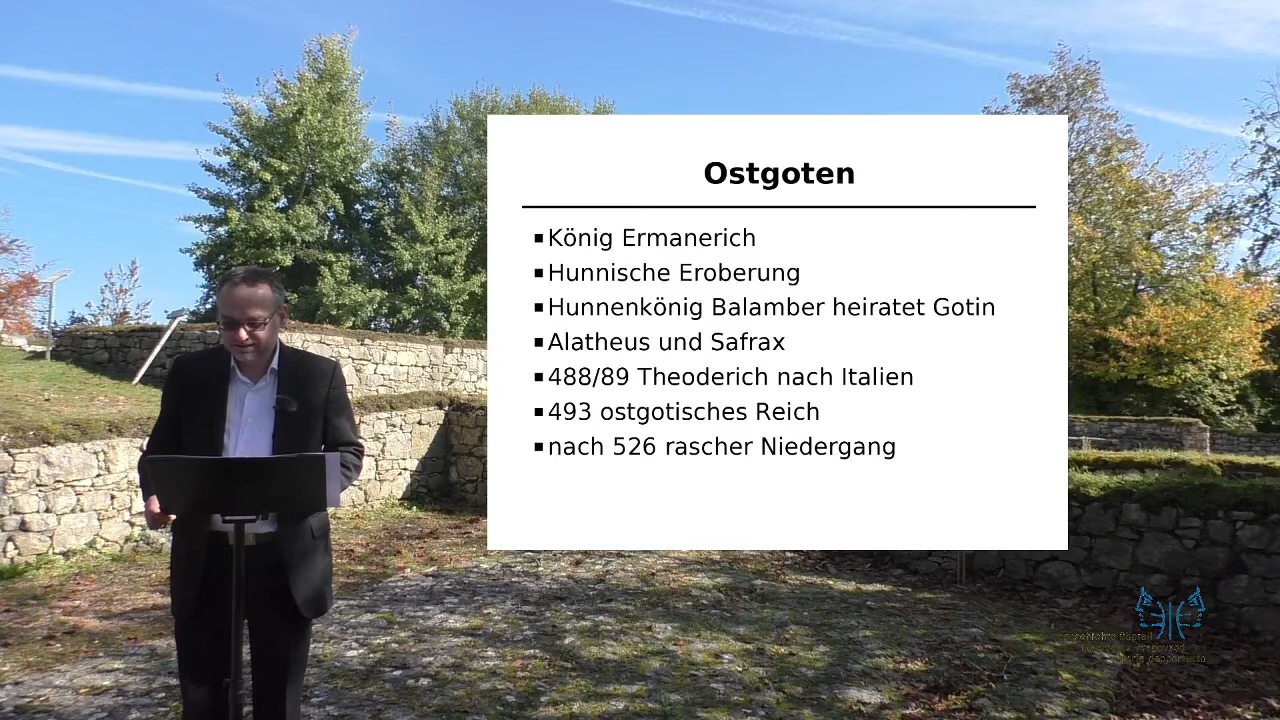 Ostgoten
▪König Ermanerich
▪Hunnische Eroberung
▪Hunnenkönig Balamber heiratet Gotin
▪Alatheus und Safrax
▪488/89 Theoderich nach Italien
▪493 ostgotisches Reich
▪nach 526 rascher Niedergang